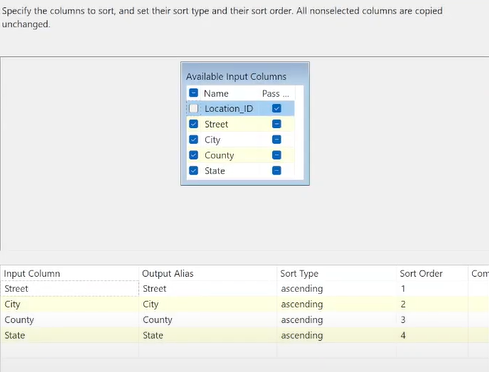 Specify the columns to sort, and set their sort type and their sort order. All nonselected columns are copied
unchanged.
Available Input Columns
Name Pass ...
Location_ID
Street
City
County
State
Input Column Output Alias Sort Type Sort Order Com
Street Street ascending 1
City City ascending 2
County County ascending 3
State State ascending 4